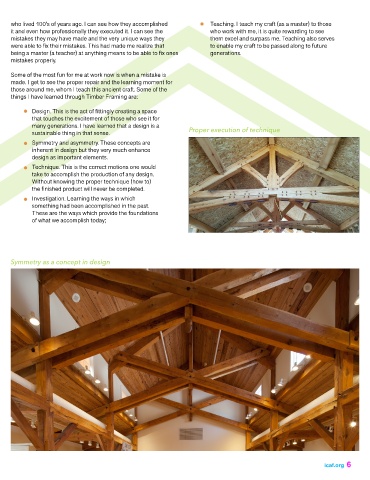 who lived 100's of years ago. I can see how they accomplished
it and even how professionally they executed it. I can see the
mistakes they may have made and the very unique ways they
were able to fix their mistakes. This had made me realize that
being a master (a teacher) at anything means to be able to fix ones
mistakes properly.
Some of the most fun for me at work now is when a mistake is
made. I get to see the proper repair and the learning moment for
those around me, whom I teach this ancient craft. Some of the
things I have learned through Timber Framing are:
● Design. This is the act of fittingly creating a space
that touches the excitement of those who see it for
many generations. I have learned that a design is a
sustainable thing in that sense.
● Symmetry and asymmetry. These concepts are
inherent in design but they very much enhance
design as important elements.
● Technique. This is the correct motions one would
take to accomplish the production of any design.
Without knowing the proper technique (how to)
the finished product will never be completed.
● Investigation. Learning the ways in which
something had been accomplished in the past.
These are the ways which provide the foundations
of what we accomplish today;
● Teaching. I teach my craft (as a master) to those
who work with me, it is quite rewarding to see
them excel and surpass me. Teaching also serves
to enable my craft to be passed along to future
generations.
Proper execution of technique
Symmetry as a concept in design
icaf.org 6